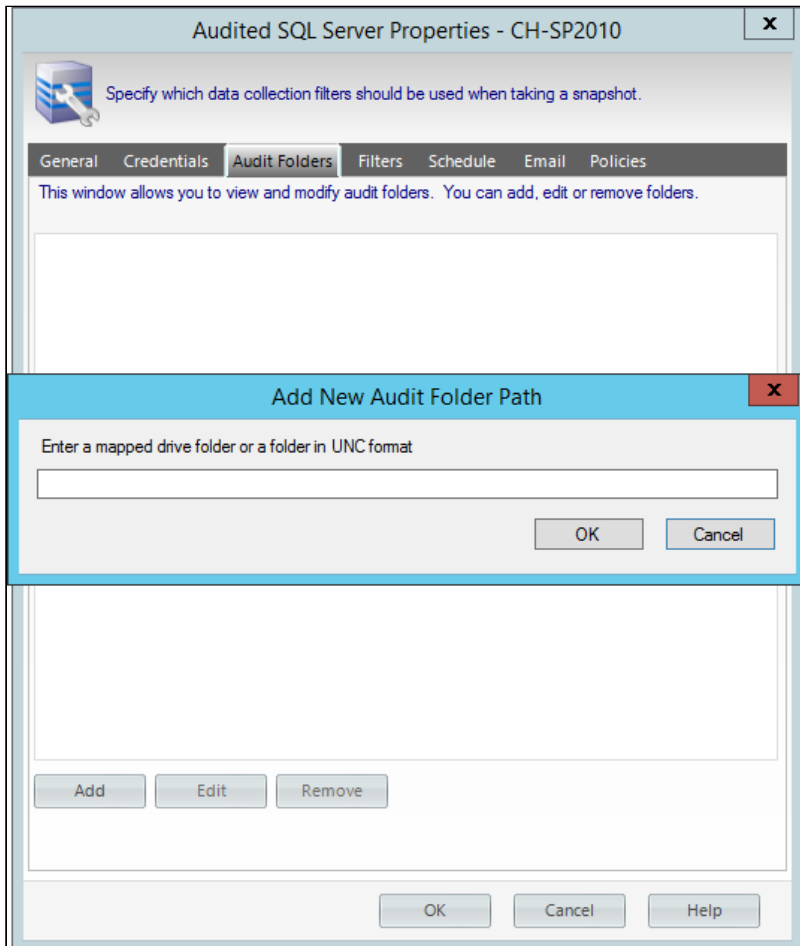 Audited SQL Server Properties - CH-SP2010
x
Specify which data collection filters should be used when taking a snapshot.
General Credentials Audit Folders Filters Schedule Email Policies
This window allows you to view and modify audit folders. You can add, edit or remove folders.
Add New Audit Folder Path
x
Enter a mapped drive folder or a folder in UNC format
OK Cancel
Add Edit Remove
OK Cancel Help